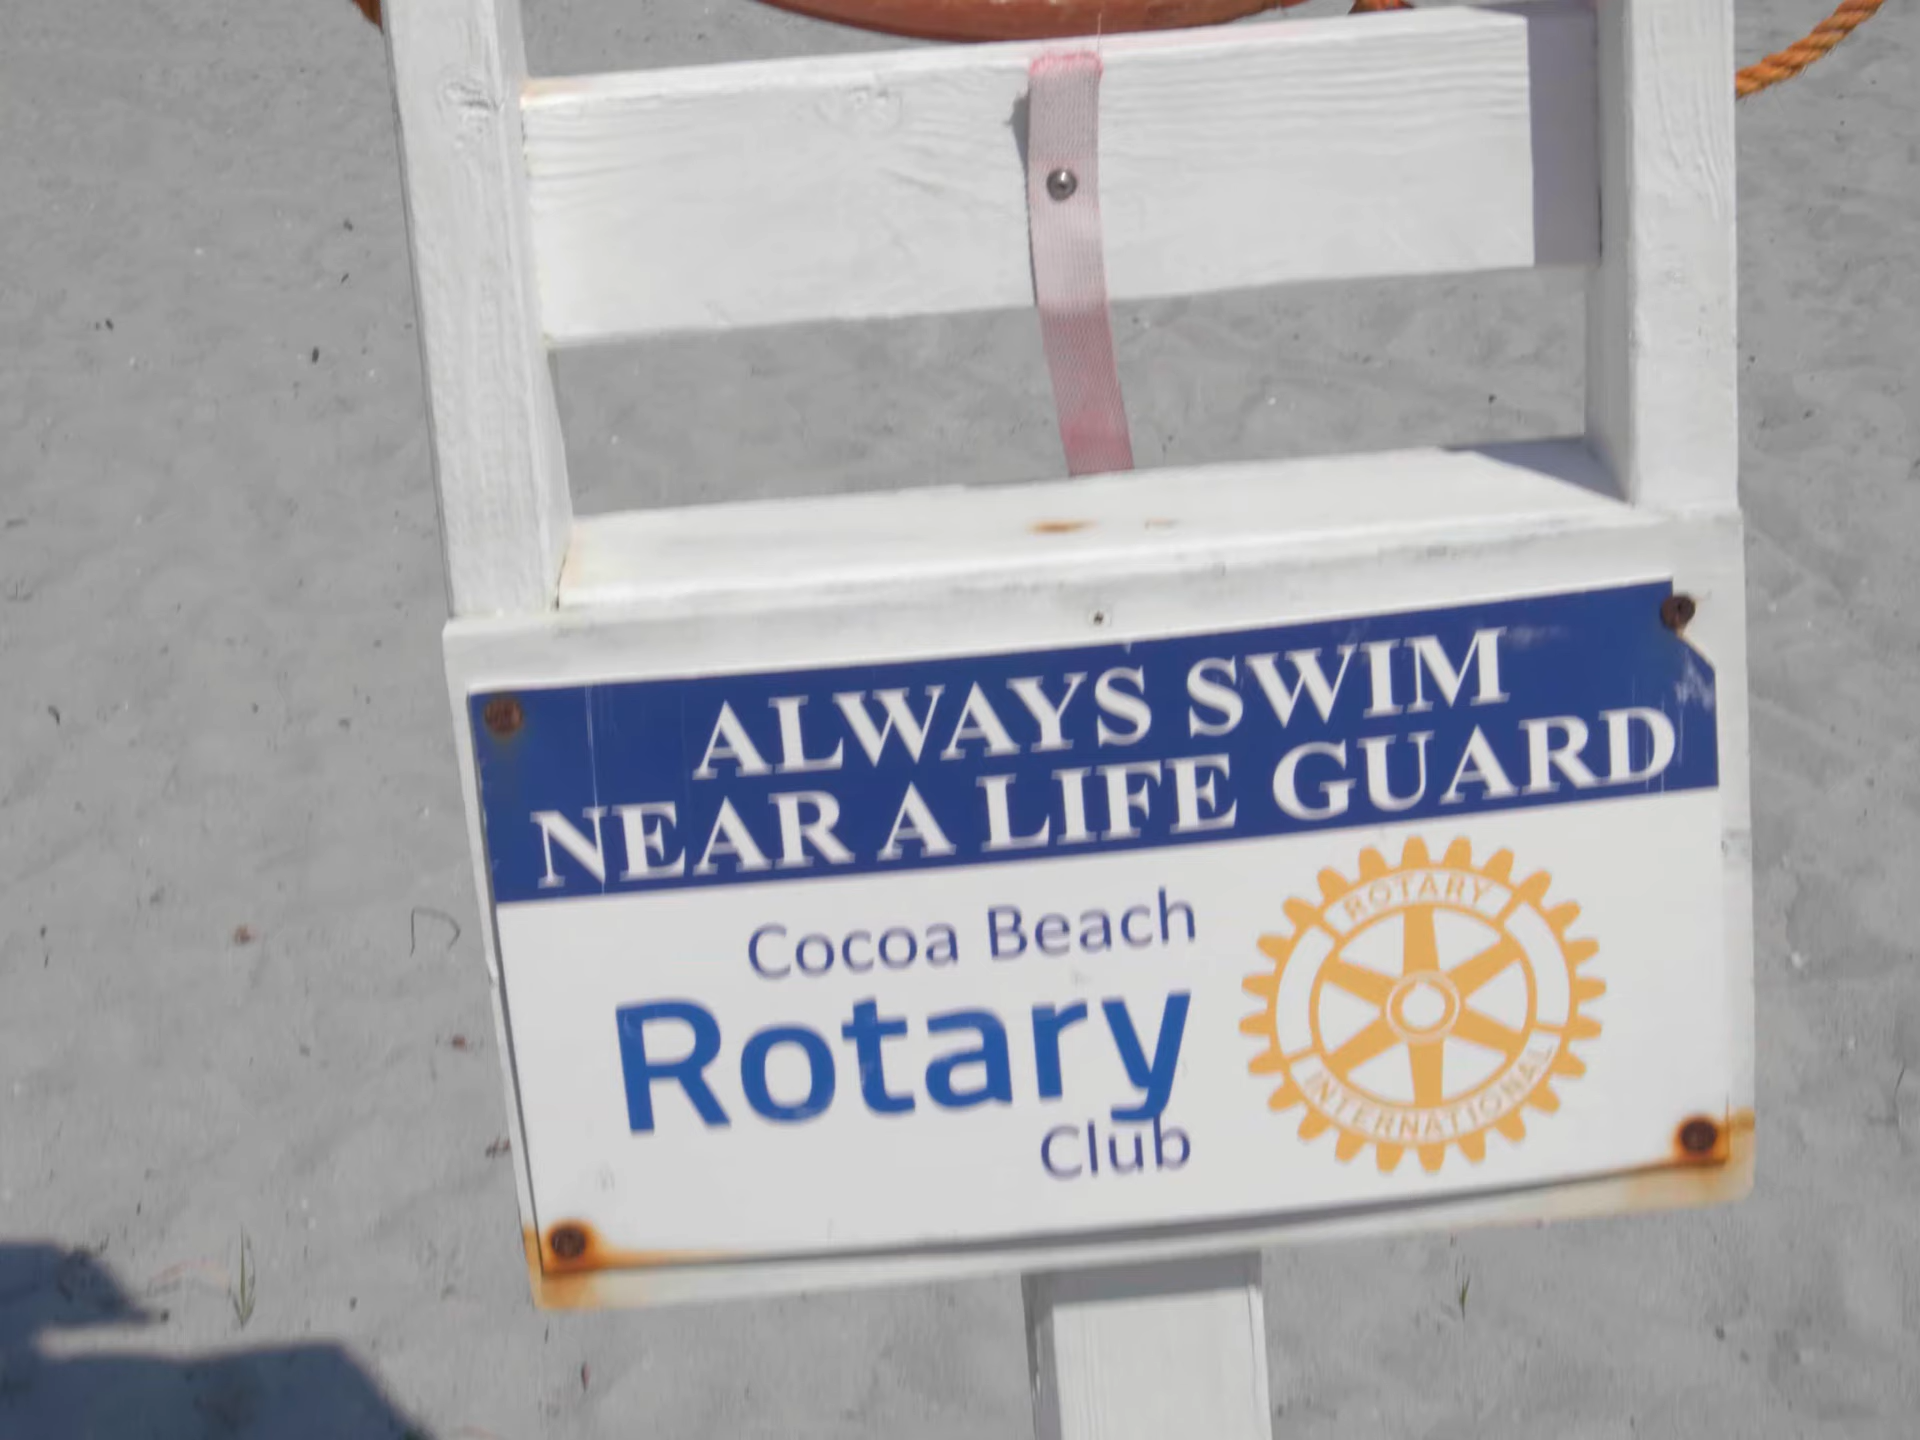 ALWAYS SWIM
NEAR A LIFE GUARD
Cocoa Beach
Rotary
Club
ROTARY
INTERNATIONAL